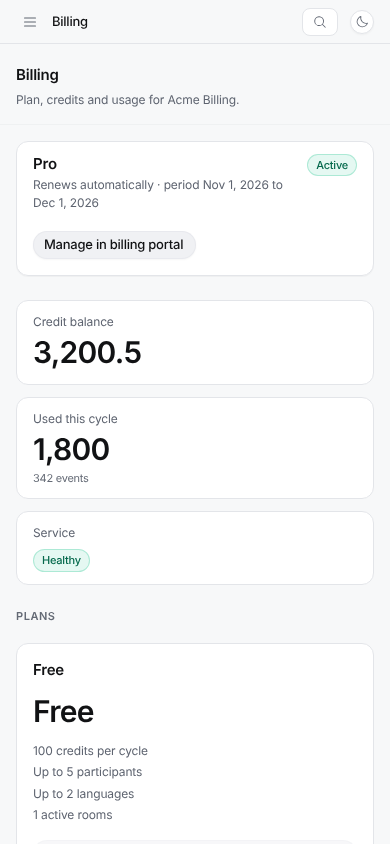 Billing
Billing
Plan, credits and usage for Acme Billing.
Pro
Active
Renews automatically · period Nov 1, 2026 to
Dec 1, 2026
Manage in billing portal
Credit balance
3,200.5
Used this cycle
1,800
342 events
Service
Healthy
PLANS
Free
Free
100 credits per cycle
Up to 5 participants
Up to 2 languages
1 active rooms